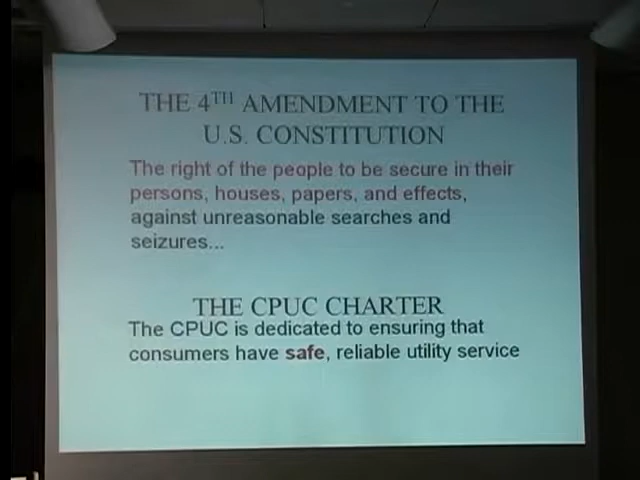 THE 4TH AMENDMENT TO THE
U.S. CONSTITUTION
The right of the people to be secure in their
persons, houses, papers, and effects,
against unreasonable searches and
seizures...
THE CPUC CHARTER
The CPUC is dedicated to ensuring that
consumers have safe, reliable utility service